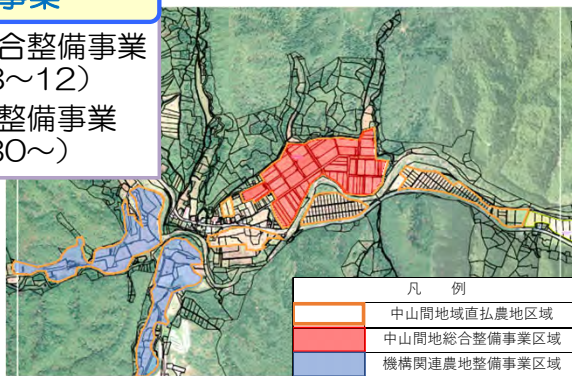 事業
合整備事業
8～12）
整備事業
30～）
凡 例
中山間地域直払農地区域
中山間地総合整備事業区域
機構関連農地整備事業区域